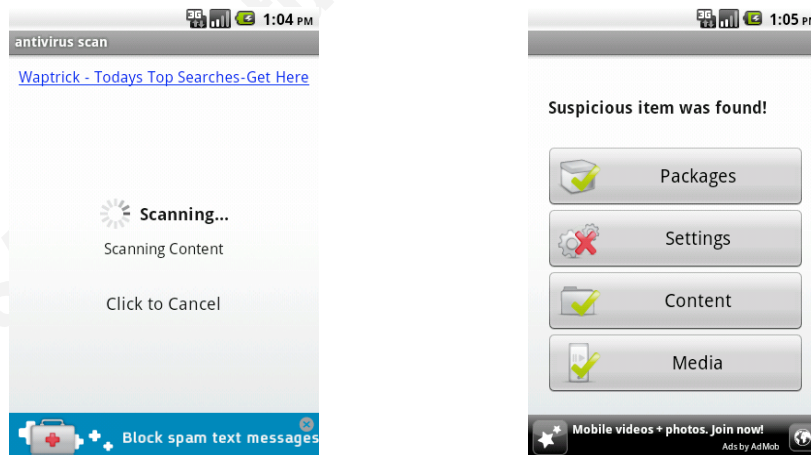 3G 1:04 PM
antivirus scan
Waptrick - Todays Top Searches-Get Here
Scanning...
Scanning Content
Click to Cancel
Block spam text messages
3G 1:05 PM
Suspicious item was found!
Packages
Settings
Content
Media
Mobile videos + photos. Join now!
Ads by AdMob